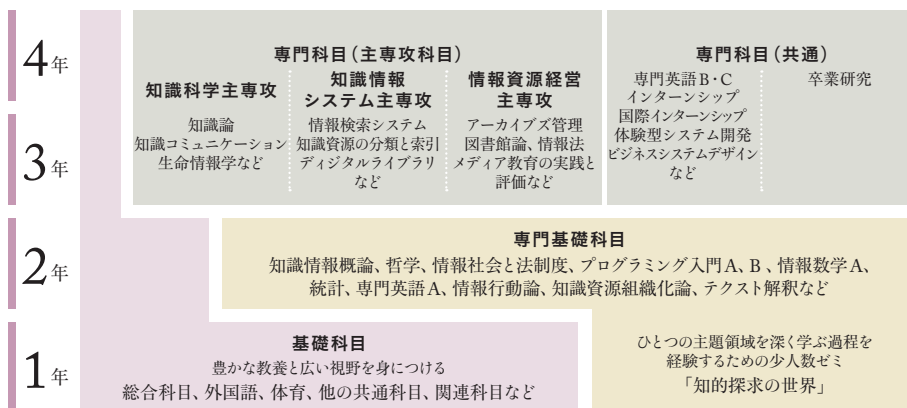 4年
3年
2年
1年
専門科目（主専攻科目）
知識科学主専攻
知識論
知識コミュニケーション
生命情報学など
知識情報
システム主専攻
情報検索システム
知識資源の分類と索引
ディジタルライブラリ
など
情報資源経営
主専攻
アーカイブズ管理
図書館論、情報法
メディア教育の実践と
評価など
専門科目（共通）
専門英語B・C
インターンシップ
国際インターンシップ
体験型システム開発
ビジネスシステムデザイン
など
卒業研究
専門基礎科目
知識情報概論、哲学、情報社会と法制度、プログラミング入門A、B 、情報数学A、
統計、専門英語A、情報行動論、知識資源組織化論、テクスト解釈など
基礎科目
豊かな教養と広い視野を身につける
総合科目、外国語、体育、他の共通科目、関連科目など
ひとつの主題領域を深く学ぶ過程を
経験するための少人数ゼミ
「知的探求の世界」